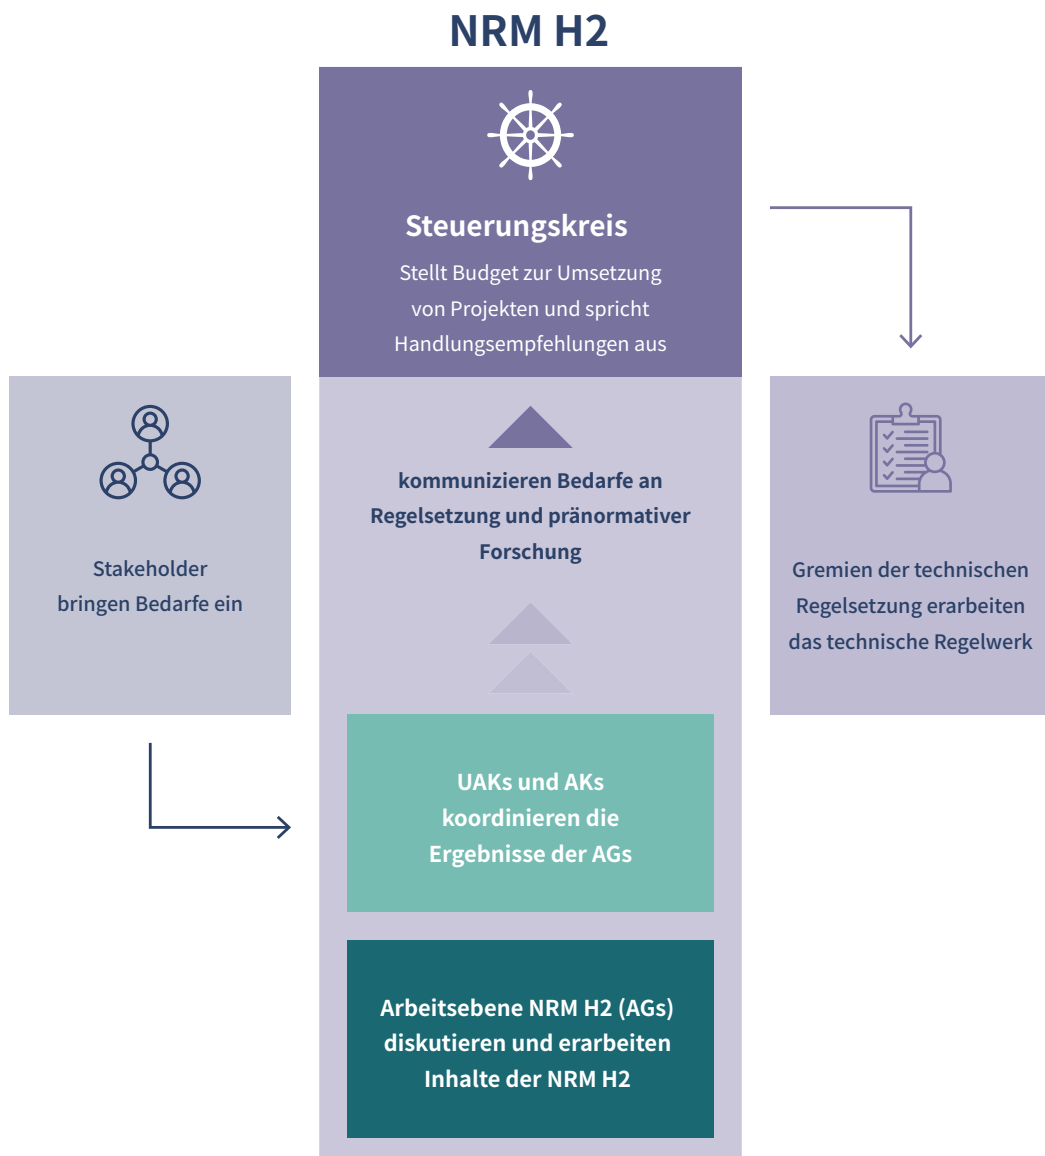 NRM H2
Steuerungskreis
Stellt Budget zur Umsetzung
von Projekten und spricht
Handlungsempfehlungen aus
Stakeholder
bringen Bedarfe ein
kommunizieren Bedarfe an
Regelsetzung und pränormativer
Forschung
Gremien der technischen
Regelsetzung erarbeiten
das technische Regelwerk
UAKs und AKs
koordinieren die
Ergebnisse der AGs
Arbeitsebene NRM H2 (AGs)
diskutieren und erarbeiten
Inhalte der NRM H2